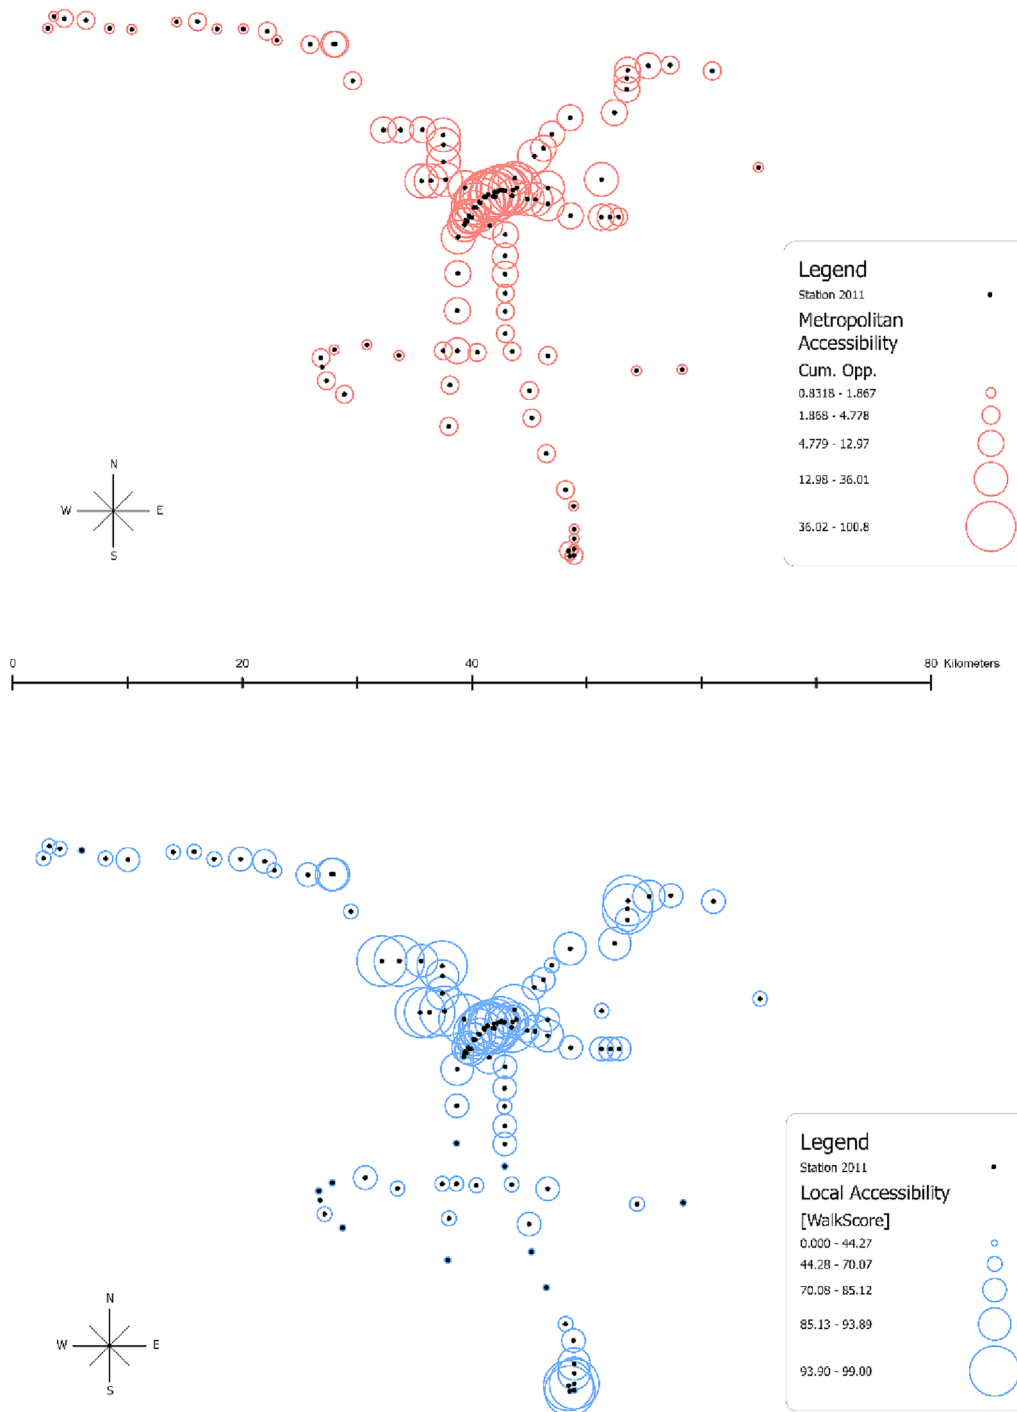 Legend
Station 2011
Metropolitan
Accessibility
Cum. Opp.
0.8318 - 1.867
1.868 - 4.778
4.779 - 12.97
12.98 - 36.01
36.02 - 100.8
N
W E
S
0 20 40 80 Kilometers
Legend
Station 2011
Local Accessibility
[WalkScore]
0.000 - 44.27
44.28 - 70.07
70.08 - 85.12
85.13 - 93.89
93.90 - 99.00
N
W E
S